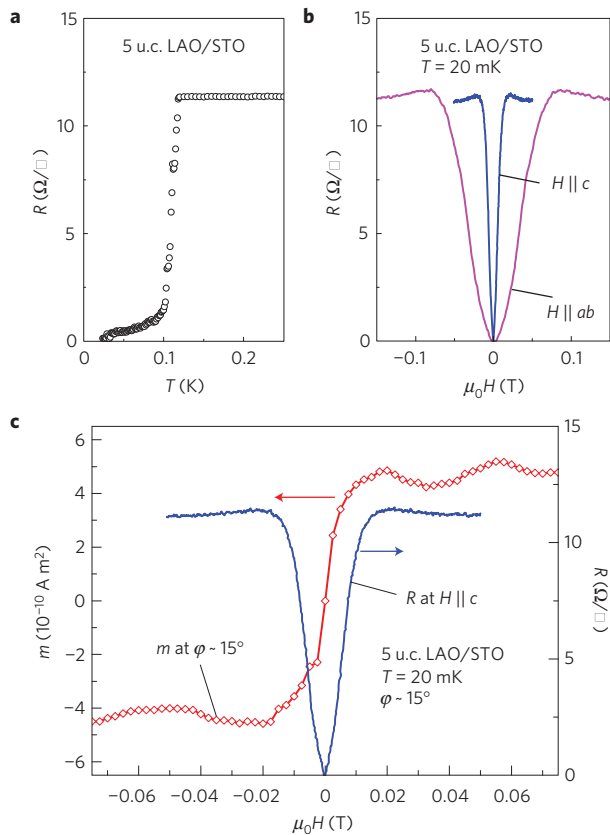 a
5 u.c. LAO/STO
15
10
5
0
R (Ω/□)
0
0.1
0.2
T (K)
b
5 u.c. LAO/STO
T = 20 mK
15
10
5
0
R (Ω/□)
H || c
H || ab
−0.1
0
0.1
μ₀H (T)
c
6
4
2
0
−2
−4
−6
m (10⁻¹⁰ A m²)
15
10
5
0
R (Ω/□)
R at H || c
m at φ ~ 15°
5 u.c. LAO/STO
T = 20 mK
φ ~ 15°
−0.06
−0.04
−0.02
0
0.02
0.04
0.06
μ₀H (T)